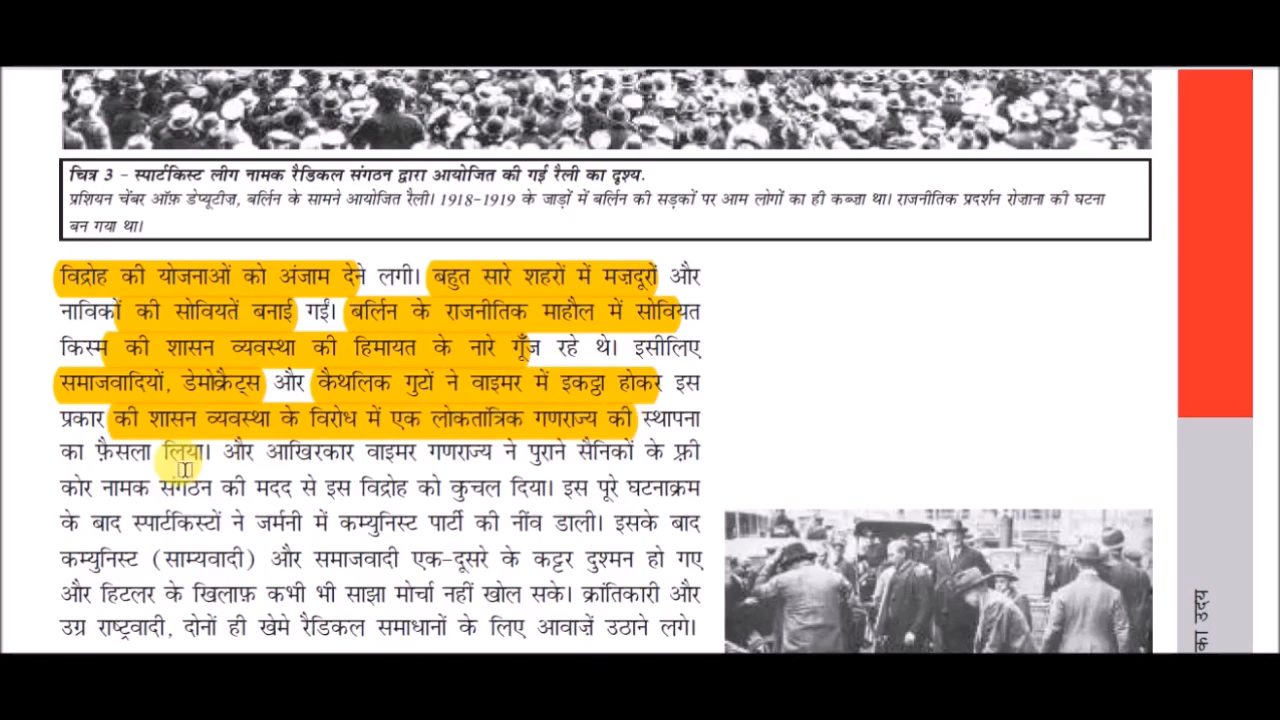 चित्र 3 – स्पार्टकिस्ट लीग नामक रैडिकल संगठन द्वारा आयोजित की गई रैली का दृश्य.
प्रशियन चेंबर ऑफ़ डेप्यूटीज़, बर्लिन के सामने आयोजित रैली। 1918–1919 के जाड़ों में बर्लिन की सड़कों पर आम लोगों का ही कब्ज़ा था। राजनीतिक प्रदर्शन रोज़ाना की घटना
बन गया था।
विद्रोह की योजनाओं को अंजाम देने लगी। बहुत सारे शहरों में मज़दूरों और
नाविकों की सोवियतें बनाई गईं। बर्लिन के राजनीतिक माहौल में सोवियत
किस्म की शासन व्यवस्था की हिमायत के नारे गूँज रहे थे। इसीलिए
समाजवादियों, डेमोक्रैट्स और कैथलिक गुटों ने वाइमर में इकट्ठा होकर इस
प्रकार की शासन व्यवस्था के विरोध में एक लोकतांत्रिक गणराज्य की स्थापना
का फ़ैसला लिया। और आखिरकार वाइमर गणराज्य ने पुराने सैनिकों के फ़्री
कोर नामक संगठन की मदद से इस विद्रोह को कुचल दिया। इस पूरे घटनाक्रम
के बाद स्पार्टकिस्टों ने जर्मनी में कम्युनिस्ट पार्टी की नींव डाली। इसके बाद
कम्युनिस्ट (साम्यवादी) और समाजवादी एक-दूसरे के कट्टर दुश्मन हो गए
और हिटलर के खिलाफ़ कभी भी साझा मोर्चा नहीं खोल सके। क्रांतिकारी और
उग्र राष्ट्रवादी, दोनों ही खेमे रैडिकल समाधानों के लिए आवाज़ें उठाने लगे।
का उदय